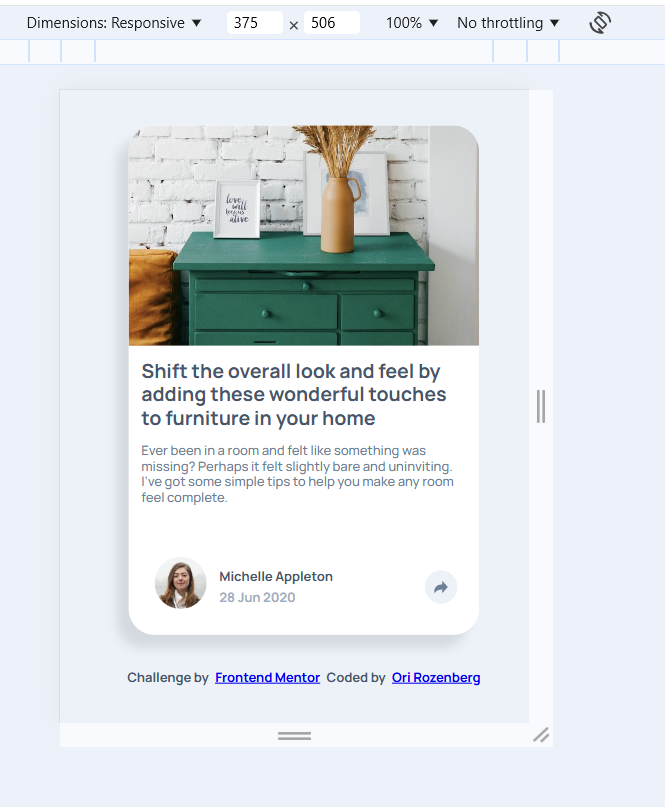 Dimensions: Responsive ▼ 375 × 506 100% ▼ No throttling ▼
love
will
keep us
alive
Shift the overall look and feel by
adding these wonderful touches
to furniture in your home
Ever been in a room and felt like something was
missing? Perhaps it felt slightly bare and uninviting.
I've got some simple tips to help you make any room
feel complete.
Michelle Appleton
28 Jun 2020
Challenge by Frontend Mentor Coded by Ori Rozenberg